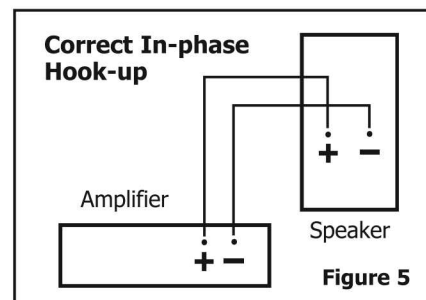 Correct In-phase
Hook-up
+ −
Amplifier
Speaker
+ −
Figure 5